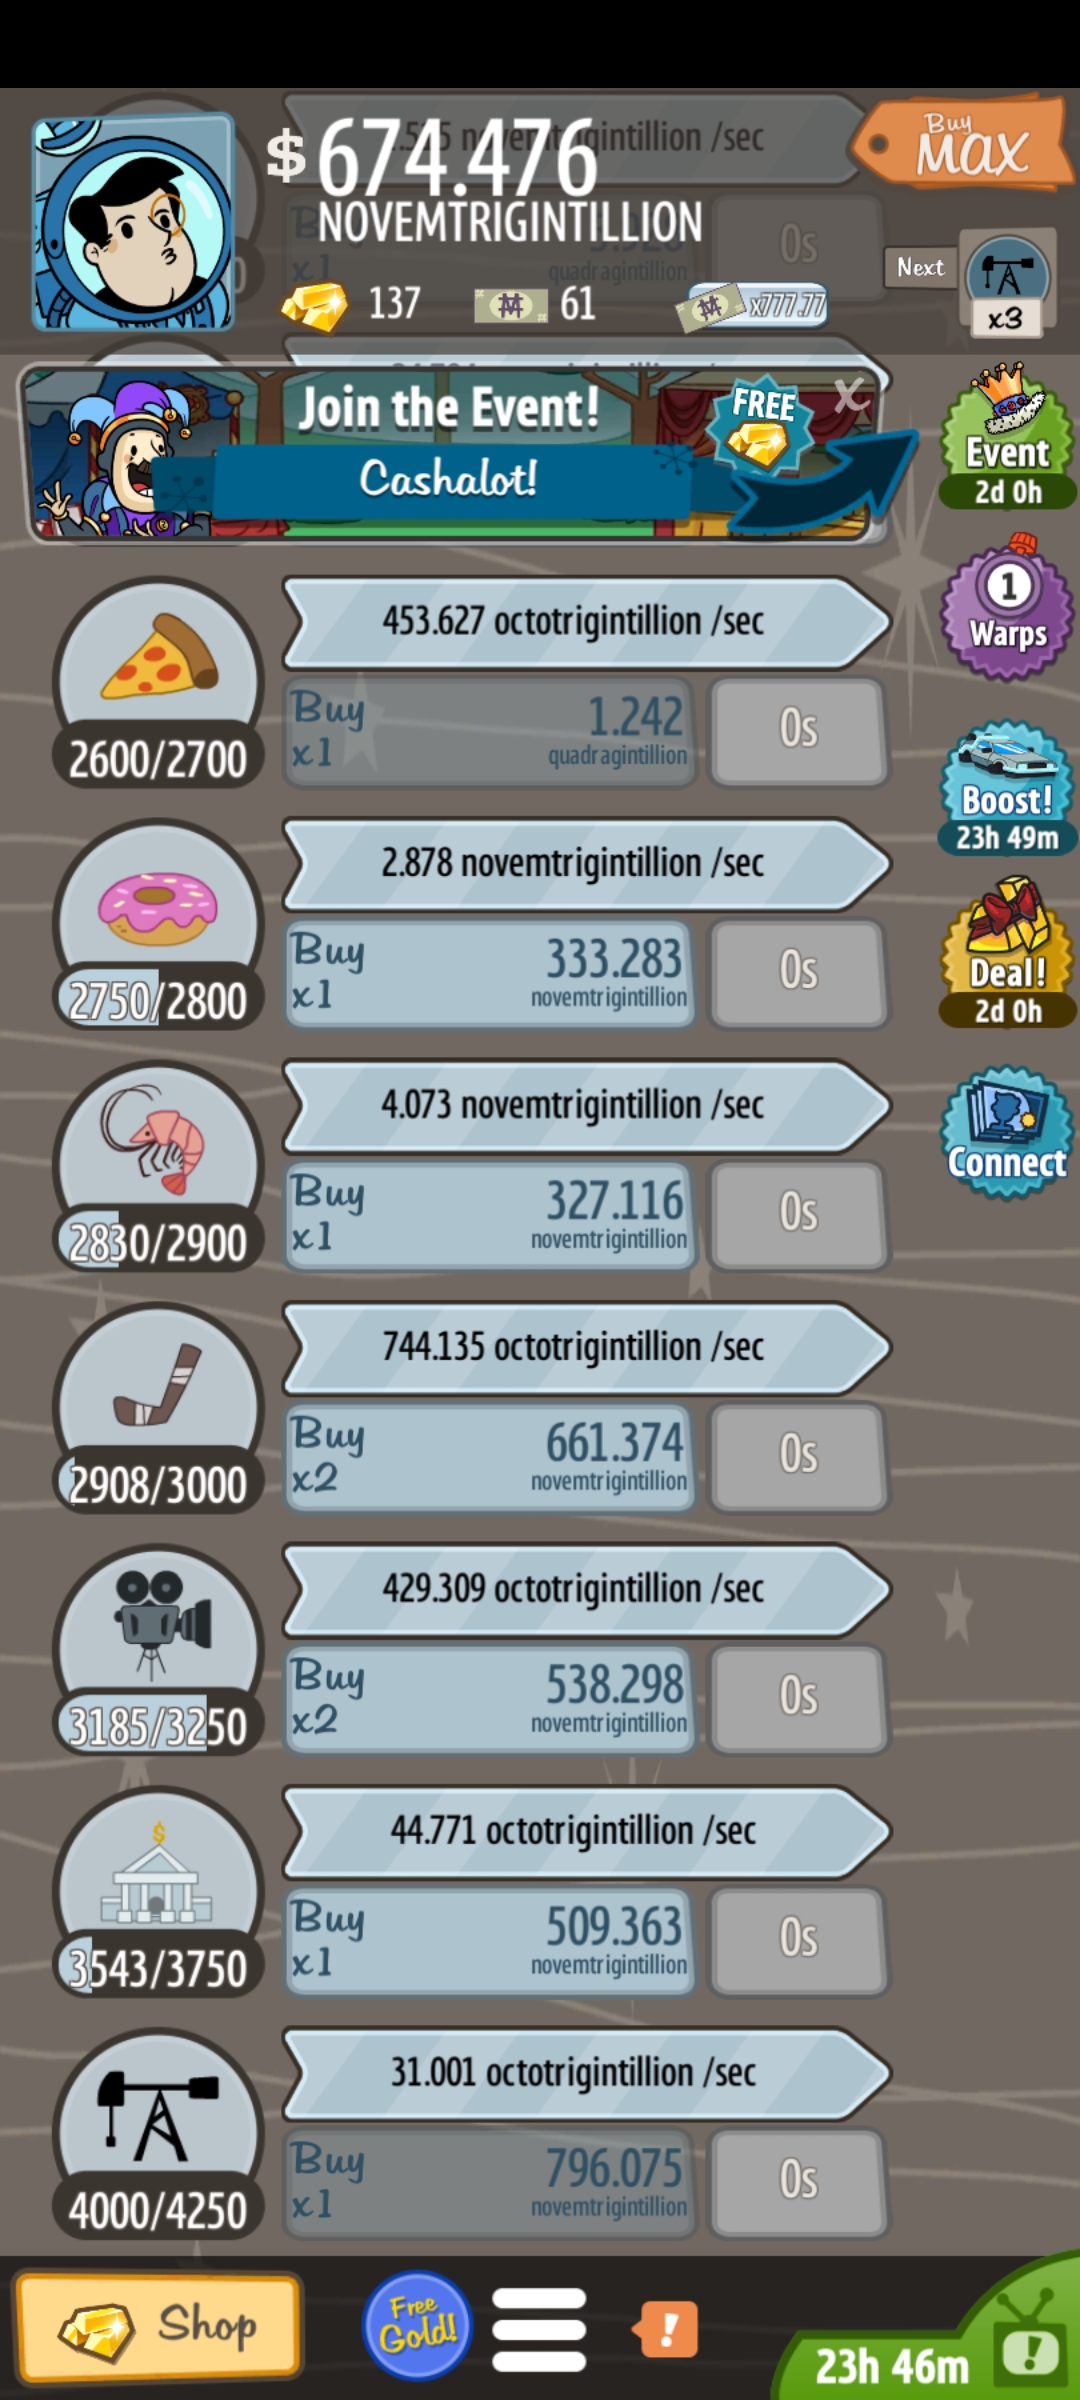 $ 674.476
NOVEMTRIGINTILLION
Buy
MAX
137
61
x777.77
Next
x3
novemtrigintillion /sec
x1
quadragintillion
0s
Join the Event!
FREE
X
Cashalot!
Event
2d 0h
453.627 octotrigintillion /sec
1
Warps
Buy
x1
1.242
quadragintillion
0s
2600/2700
Boost!
23h 49m
2.878 novemtrigintillion /sec
Buy
x1
333.283
novemtrigintillion
0s
2750/2800
Deal!
2d 0h
4.073 novemtrigintillion /sec
Connect
Buy
x1
327.116
novemtrigintillion
0s
2830/2900
744.135 octotrigintillion /sec
Buy
x2
661.374
novemtrigintillion
0s
2908/3000
429.309 octotrigintillion /sec
Buy
x2
538.298
novemtrigintillion
0s
3185/3250
$
44.771 octotrigintillion /sec
Buy
x1
509.363
novemtrigintillion
0s
3543/3750
31.001 octotrigintillion /sec
Buy
x1
796.075
novemtrigintillion
0s
4000/4250
Shop
Free
Gold!
!
23h 46m
!